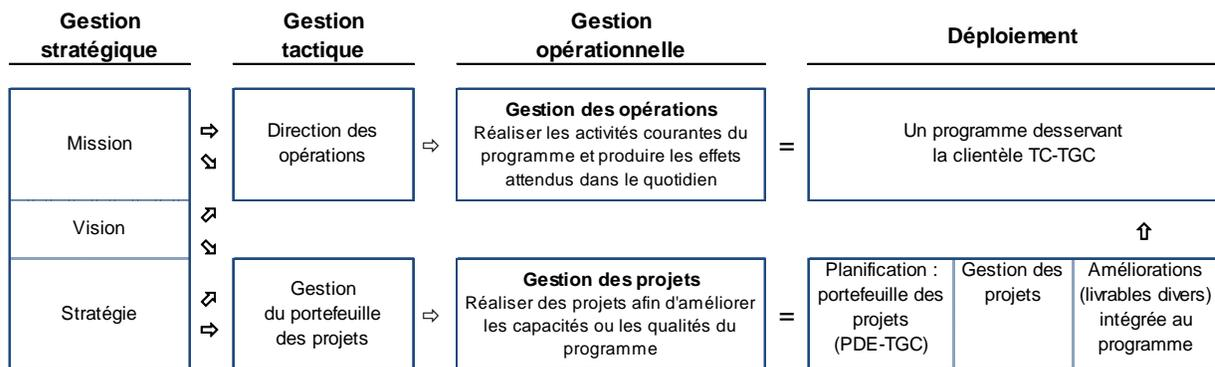 Gestion
stratégique
Gestion
tactique
Gestion
opérationnelle
Déploiement
Mission
Vision
Stratégie
Direction des
opérations
Gestion des opérations
Réaliser les activités courantes du
programme et produire les effets
attendus dans le quotidien
=
Un programme desservant
la clientèle TC-TGC
Gestion
du portefeuille
des projets
Gestion des projets
Réaliser des projets afin d'améliorer
les capacités ou les qualités du
programme
=
Planification :
portefeuille des
projets
(PDE-TGC)
Gestion des
projets
Améliorations
(livrables divers)
intégrée au
programme